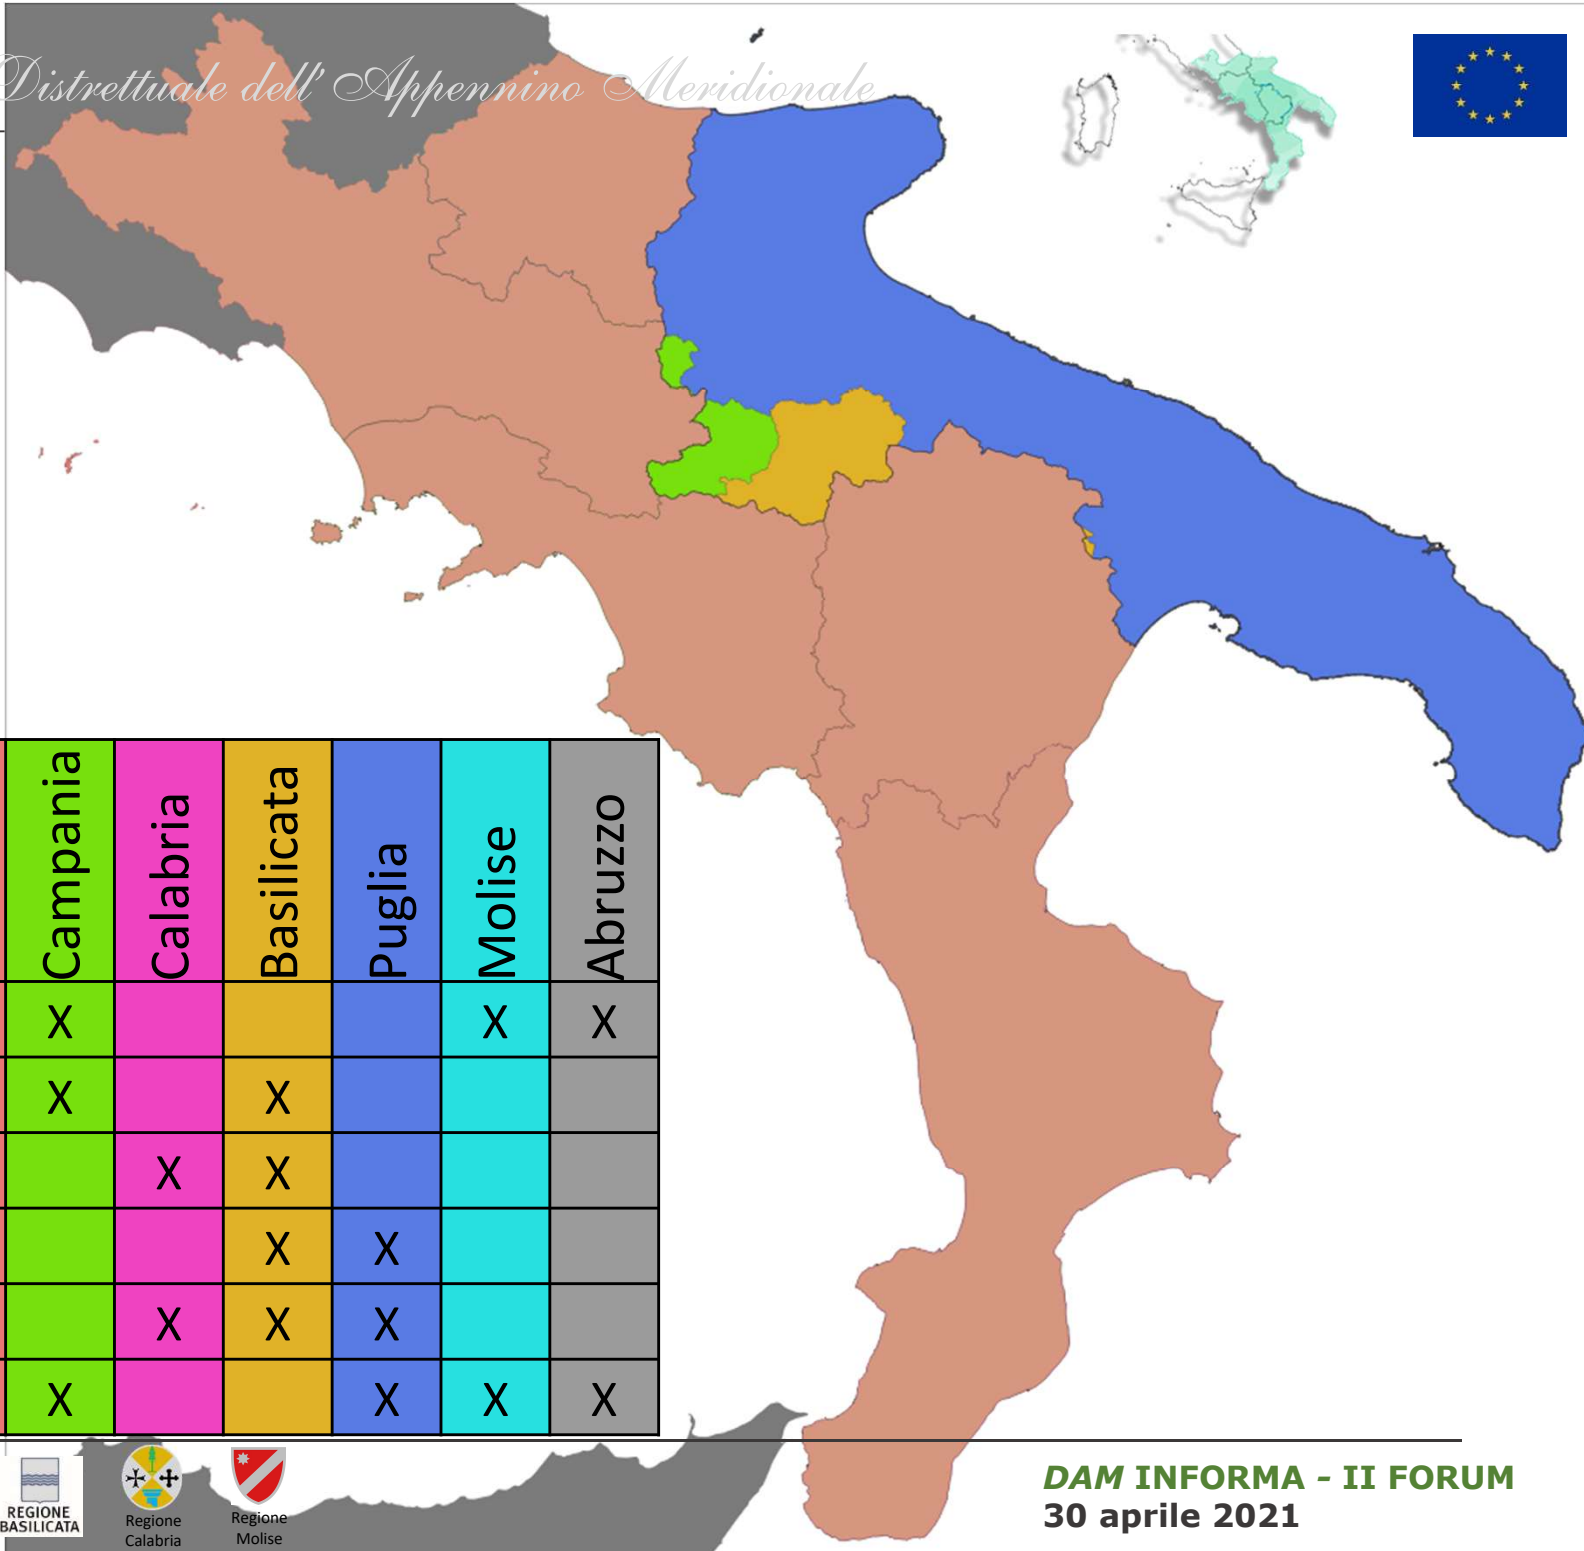 Distrettuale dell' Appennino Meridionale
Campania Calabria Basilicata Puglia Molise Abruzzo
X X X
X X
X X
X X
X X X
X X X X
REGIONE
BASILICATA
Regione
Calabria
Regione
Molise
DAM INFORMA - II FORUM
30 aprile 2021